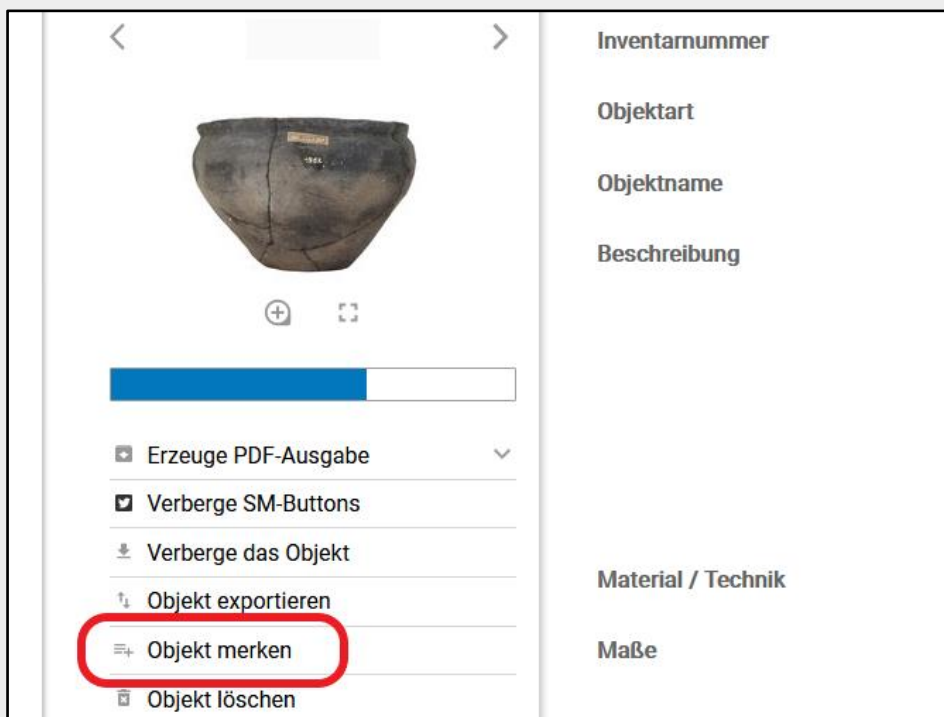 Inventarnummer
Objektart
Objektname
Beschreibung
Material / Technik
Maße
Erzeuge PDF-Ausgabe
Verberge SM-Buttons
Verberge das Objekt
Objekt exportieren
Objekt merken
Objekt löschen